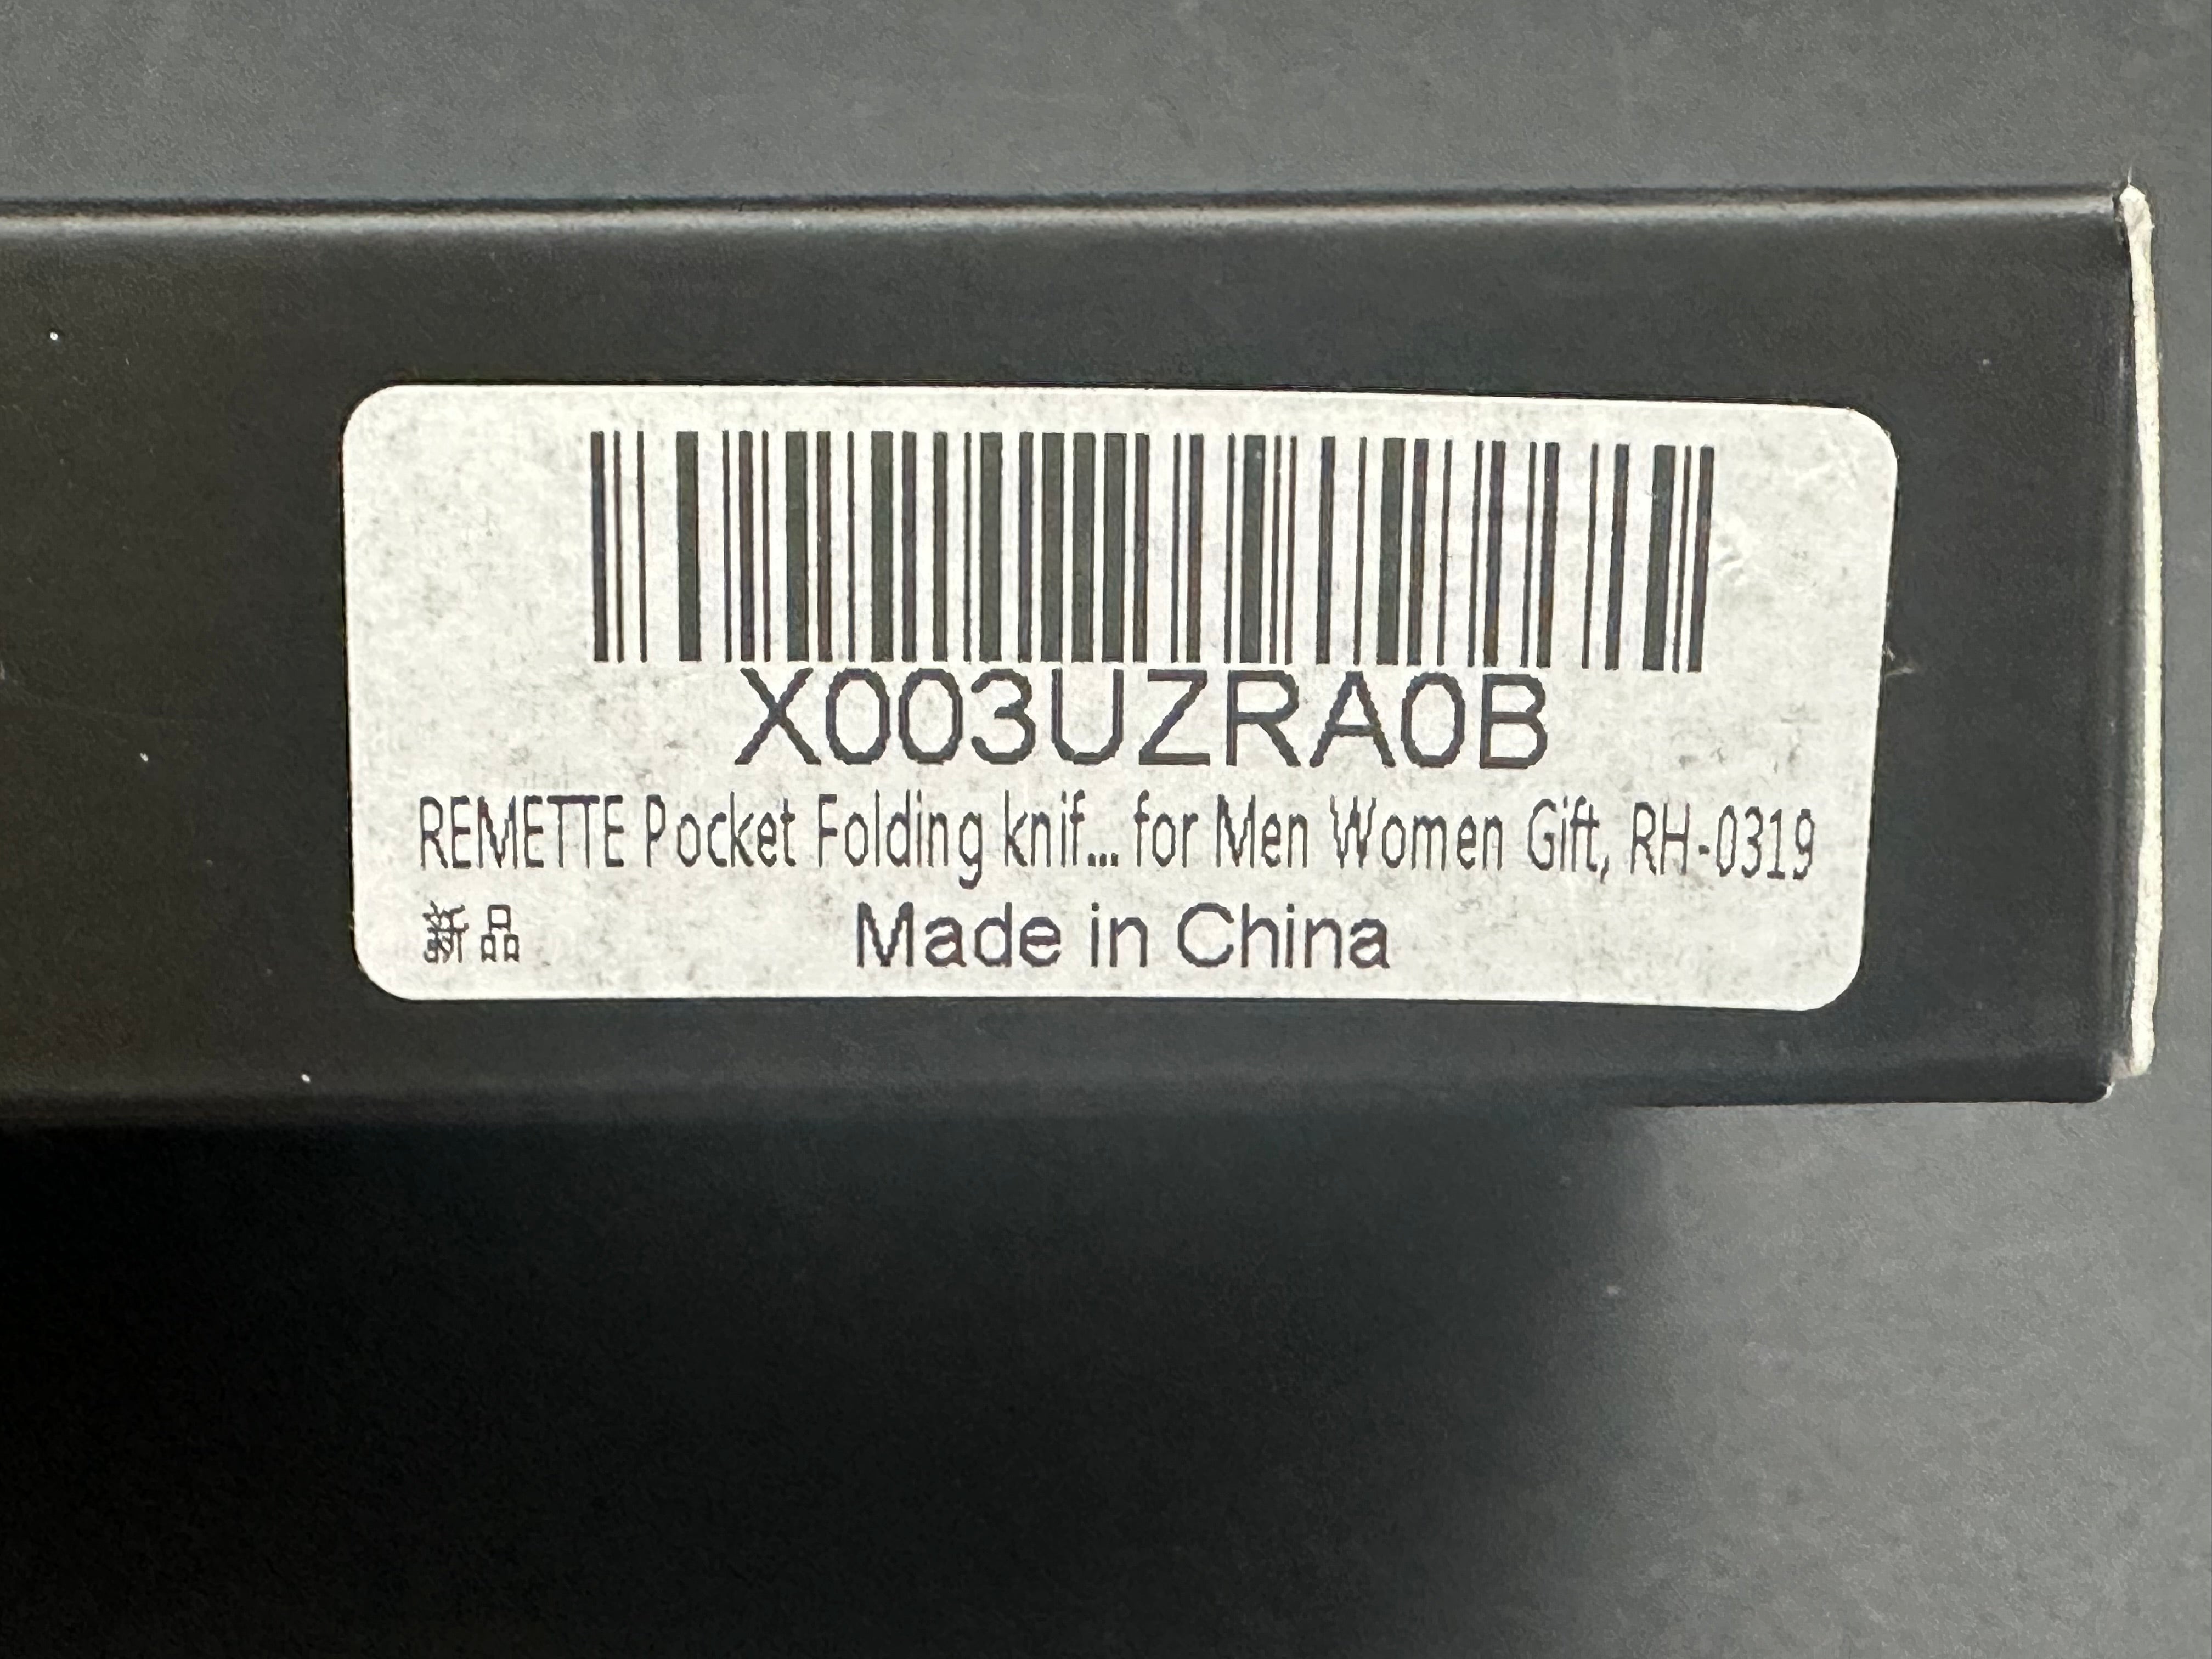 X003UZRA0B
REMETTE Pocket Folding knif... for Men Women Gift, RH-0319
新品
Made in China